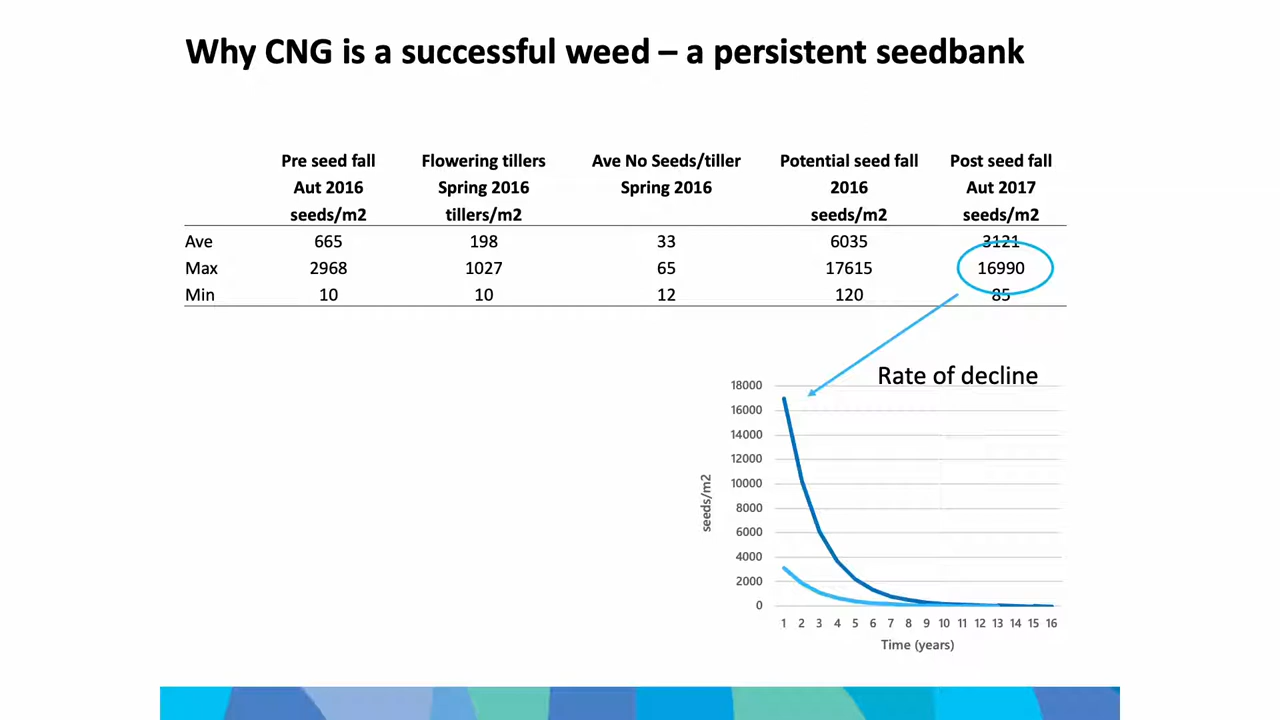 Why CNG is a successful weed – a persistent seedbank
Pre seed fall Flowering tillers Ave No Seeds/tiller Potential seed fall Post seed fall
Aut 2016 Spring 2016 Spring 2016 2016 Aut 2017
seeds/m2 tillers/m2 seeds/m2 seeds/m2
Ave 665 198 33 6035 3121
Max 2968 1027 65 17615 16990
Min 10 10 12 120 85
Rate of decline
18000
16000
14000
12000
10000
8000
6000
4000
2000
0
seeds/m2
1 2 3 4 5 6 7 8 9 10 11 12 13 14 15 16
Time (years)